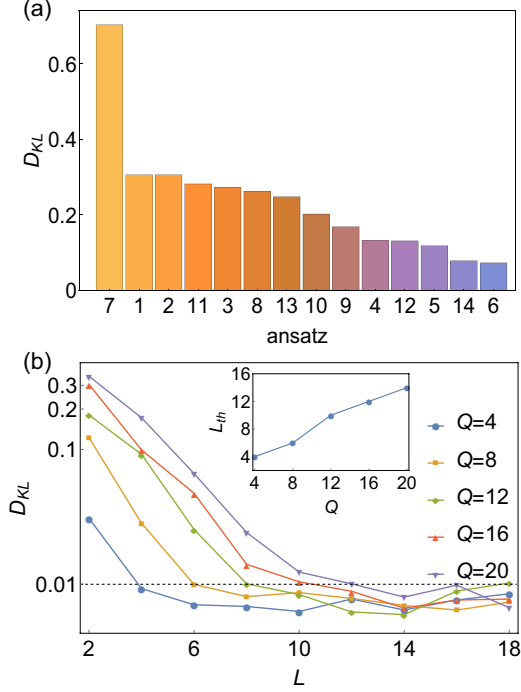 (a)
0.6
0.4
0.2
0
D_KL
7 1 2 11 3 8 13 10 9 4 12 5 14 6
ansatz
(b)
0.3
0.2
0.1
0.01
D_KL
2 6 10 14 18
L
16
12
8
4
L_th
4 8 12 16 20
Q
Q=4
Q=8
Q=12
Q=16
Q=20